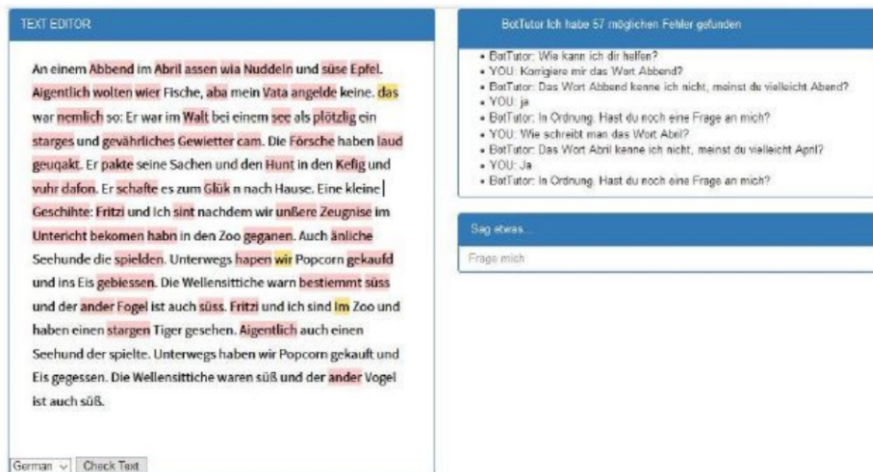 TEXT EDITOR
An einem Abbend im Abril assen wia Nuddeln und süse Epfel.
Aigentlich wolten wier Fische, aba mein Vata angelde keine. das
war nemlich so: Er war im Walt bei einem see als plötzlig ein
starges und gevährliches Gewietter cam. Die Försche haben laud
geuqakt. Er pakte seine Sachen und den Hunt in den Kefig und
vuhr dafon. Er schafte es zum Glük n nach Hause. Eine kleine
Geschihte: Fritzi und Ich sint nachdem wir unßere Zeugnise im
Untericht bekomen habn in den Zoo geganen. Auch änliche
Seehunde die spielden. Unterwegs hapen wir Popcorn gekaufd
und ins Eis gebiessen. Die Wellensittiche warn bestiemmt süss
und der ander Fogel ist auch süss. Fritzi und ich sind Im Zoo und
haben einen stargen Tiger gesehen. Aigentlich auch einen
Seehund der spielte. Unterwegs haben wir Popcorn gekauft und
Eis gegessen. Die Wellensittiche waren süß und der ander Vogel
ist auch süß.
German Check Text
BotTutor Ich habe 57 möglichen Fehler gefunden
• BotTutor: Wie kann ich dir helfen?
• YOU: Korrigiere mir das Wort Abbend?
• BotTutor: Das Wort Abbend kenne ich nicht, meinst du vielleicht Abend?
• YOU: ja
• BotTutor: In Ordnung. Hast du noch eine Frage an mich?
• YOU: Wie schreibt man das Wort Abril?
• BotTutor: Das Wort Abril kenne ich nicht, meinst du vielleicht April?
• YOU: Ja
• BotTutor: In Ordnung. Hast du noch eine Frage an mich?
Sag etwas...
Frage mich